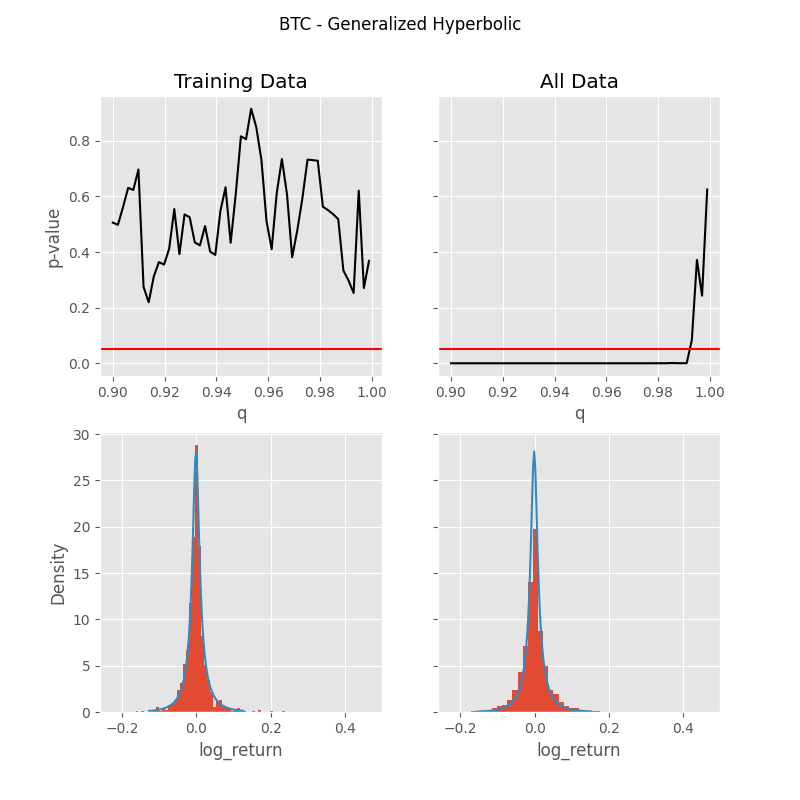 BTC - Generalized Hyperbolic
Training Data
All Data
p-value
0.8
0.6
0.4
0.2
0.0
0.90 0.92 0.94 0.96 0.98 1.00
0.90 0.92 0.94 0.96 0.98 1.00
q
q
Density
30
25
20
15
10
5
0
−0.2 0.0 0.2 0.4
−0.2 0.0 0.2 0.4
log_return
log_return